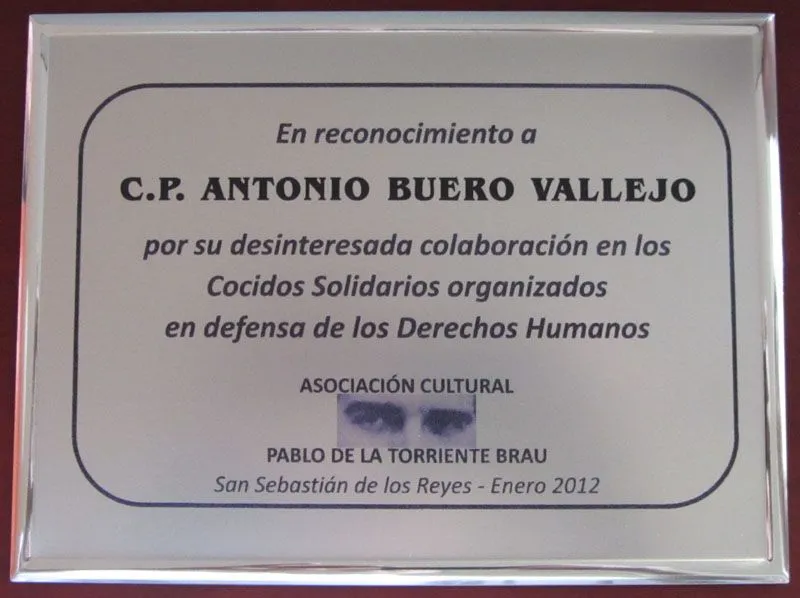 En reconocimiento a
C.P. ANTONIO BUERO VALLEJO
por su desinteresada colaboración en los
Cocidos Solidarios organizados
en defensa de los Derechos Humanos
ASOCIACIÓN CULTURAL
PABLO DE LA TORRIENTE BRAU
San Sebastián de los Reyes - Enero 2012